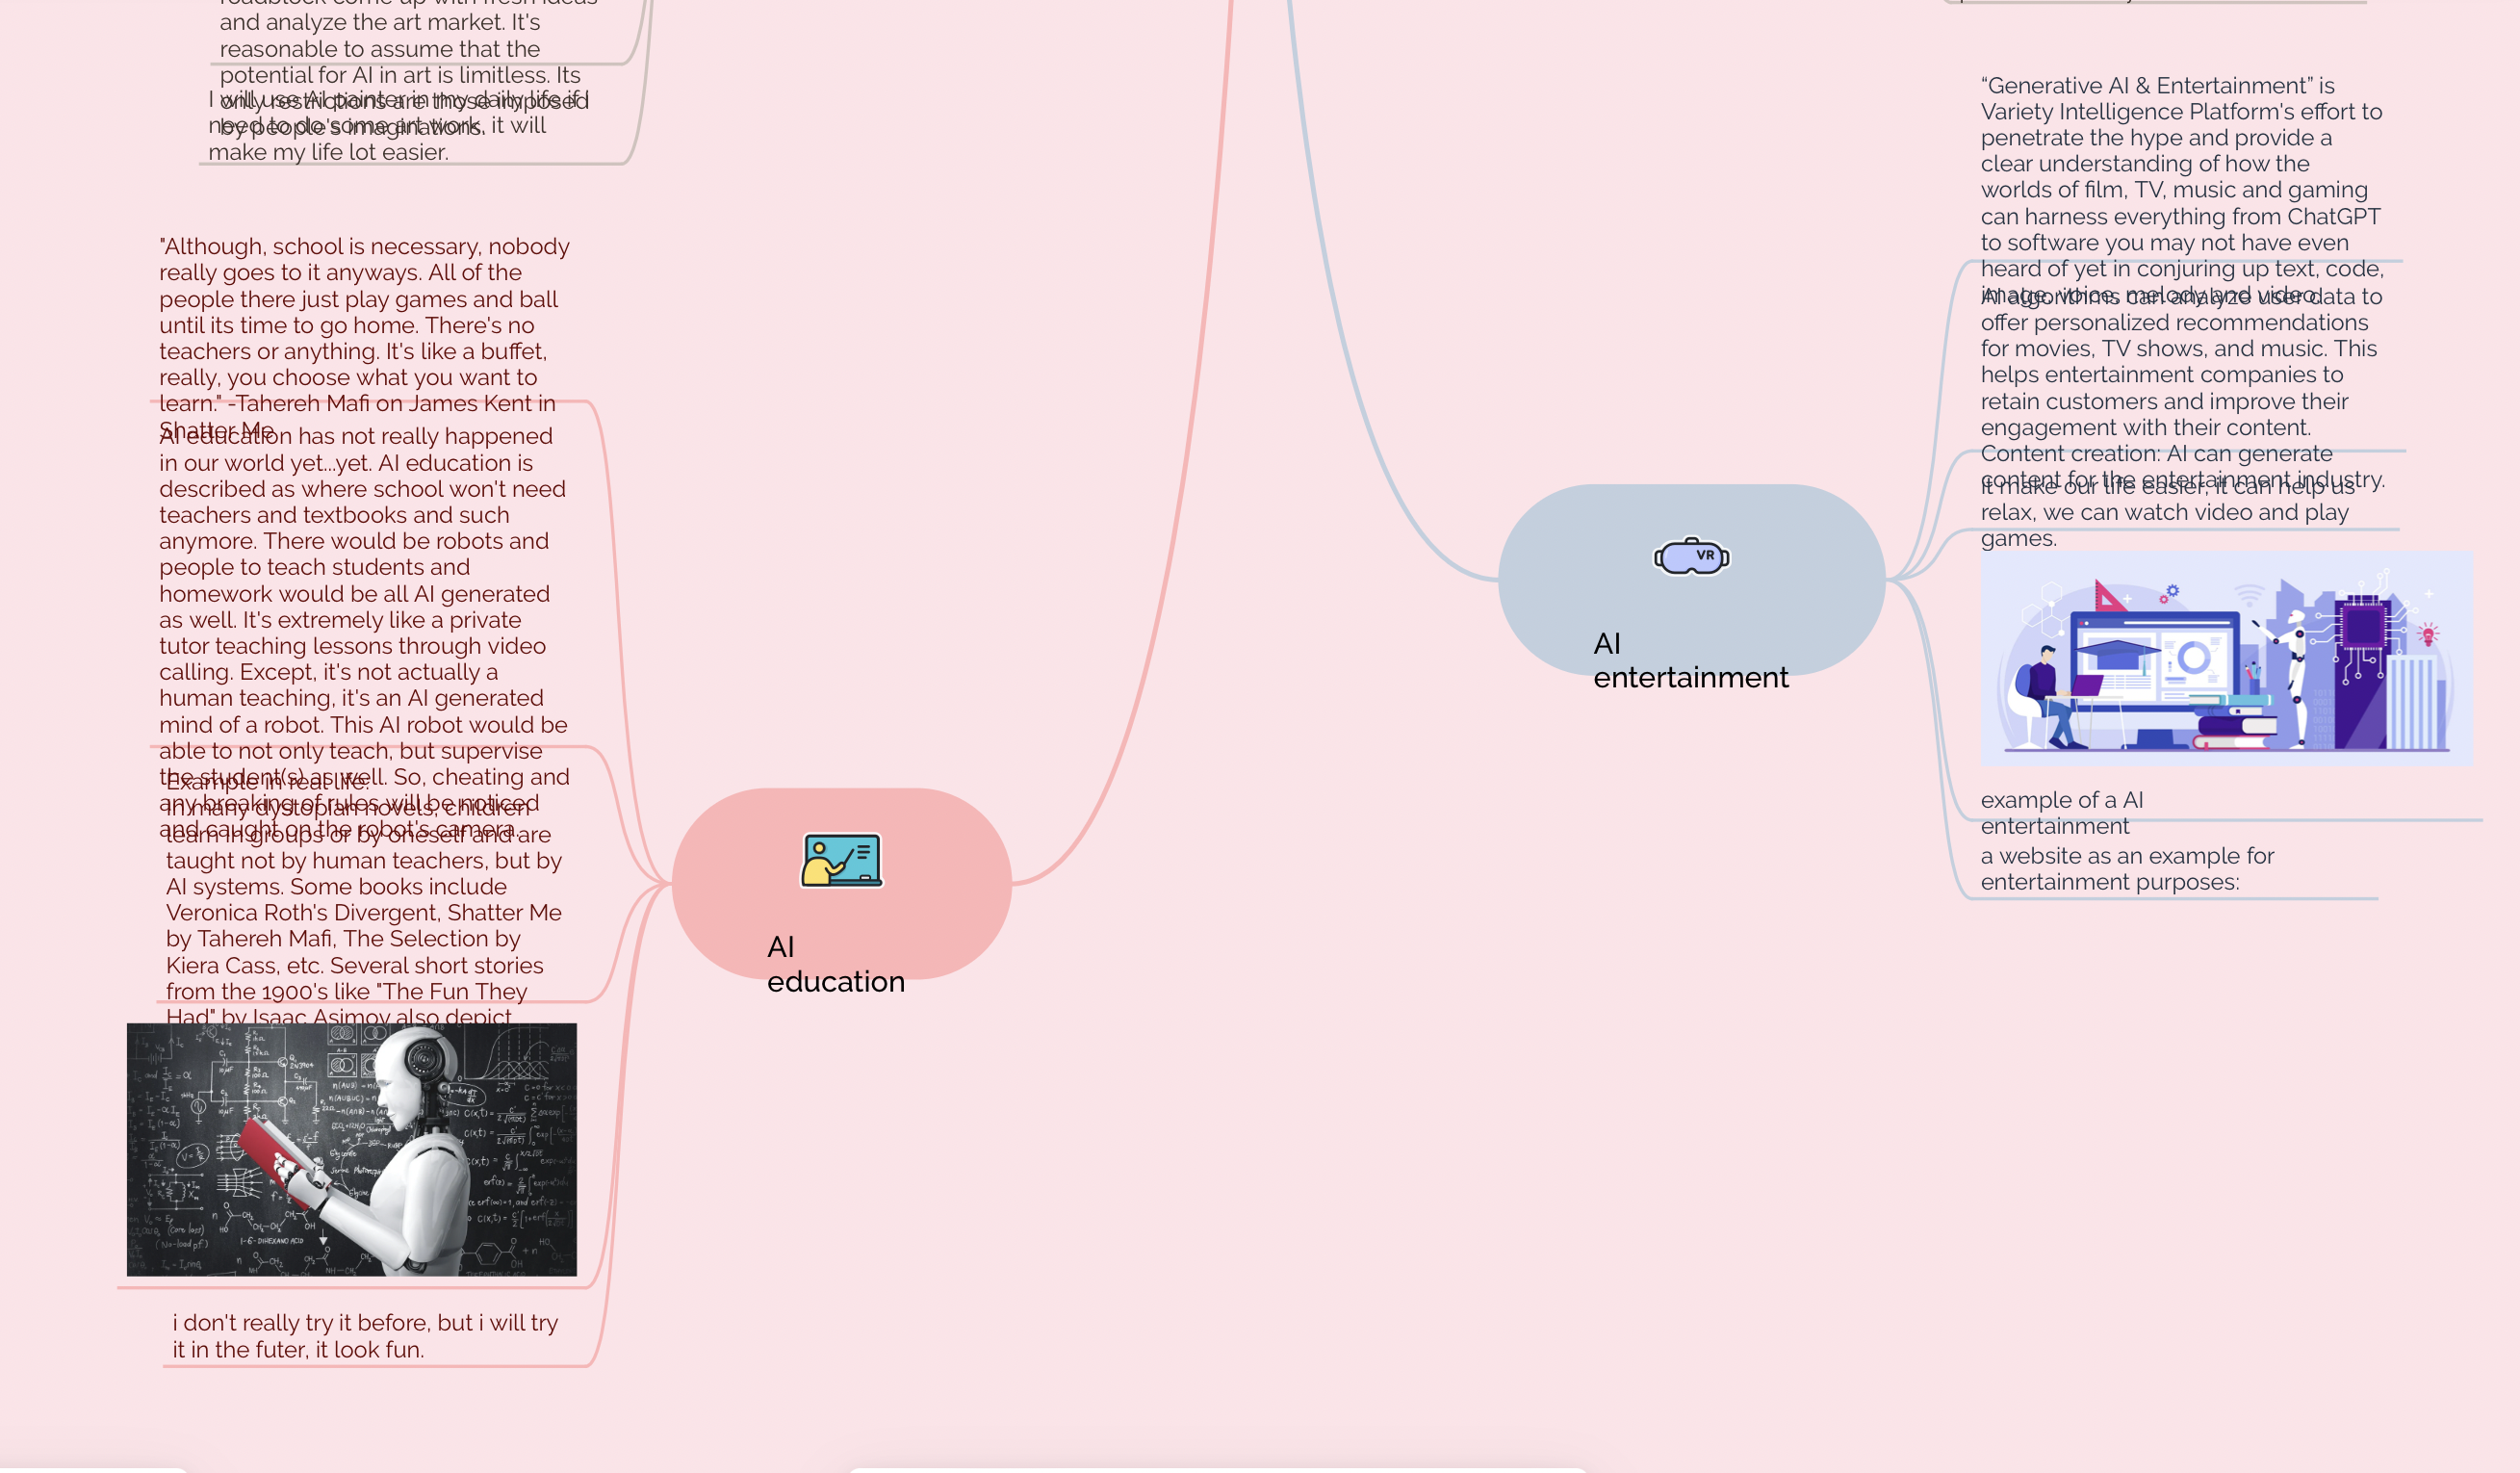 and analyze the art market. It's
reasonable to assume that the
potential for AI in art is limitless. Its
only restrictions are those imposed
by people's imaginations.
I will use AI painter in my daily life if I
need to do some art work, it will
make my life lot easier.
"Although, school is necessary, nobody
really goes to it anyways. All of the
people there just play games and ball
until its time to go home. There's no
teachers or anything. It's like a buffet,
really, you choose what you want to
learn." -Tahereh Mafi on James Kent in
Shatter Me
AI education has not really happened
in our world yet...yet. AI education is
described as where school won't need
teachers and textbooks and such
anymore. There would be robots and
people to teach students and
homework would be all AI generated
as well. It's extremely like a private
tutor teaching lessons through video
calling. Except, it's not actually a
human teaching, it's an AI generated
mind of a robot. This AI robot would be
able to not only teach, but supervise
the student(s) as well. So, cheating and
any breaking of rules will be noticed
and caught on the robot's camera.
Example in real life:
In many dystopian novels, children
learn in groups or by oneself and are
taught not by human teachers, but by
AI systems. Some books include
Veronica Roth's Divergent, Shatter Me
by Tahereh Mafi, The Selection by
Kiera Cass, etc. Several short stories
from the 1900's like "The Fun They
Had" by Isaac Asimov also depict
i don't really try it before, but i will try
it in the futer, it look fun.
AI
education
VR
AI
entertainment
“Generative AI & Entertainment” is
Variety Intelligence Platform's effort to
penetrate the hype and provide a
clear understanding of how the
worlds of film, TV, music and gaming
can harness everything from ChatGPT
to software you may not have even
heard of yet in conjuring up text, code,
image, voice, melody and video.
AI algorithms can analyze user data to
offer personalized recommendations
for movies, TV shows, and music. This
helps entertainment companies to
retain customers and improve their
engagement with their content.
Content creation: AI can generate
content for the entertainment industry.
it make our life easier, it can help us
relax, we can watch video and play
games.
example of a AI
entertainment
a website as an example for
entertainment purposes: